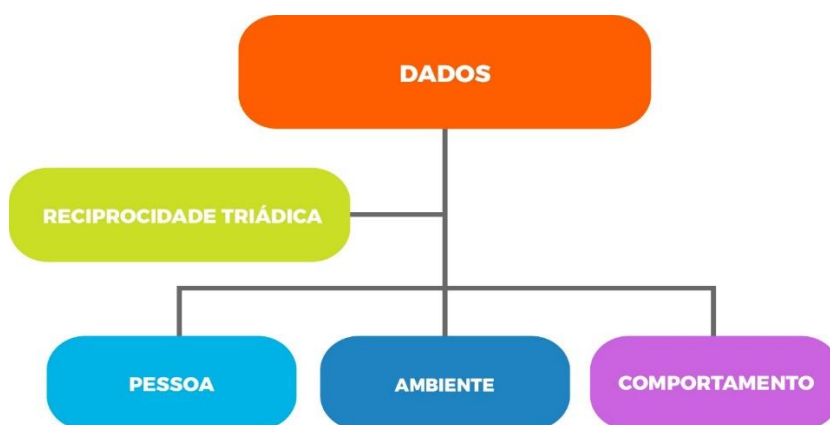 DADOS
RECIPROCIDADE TRIÁDICA
PESSOA
AMBIENTE
COMPORTAMENTO